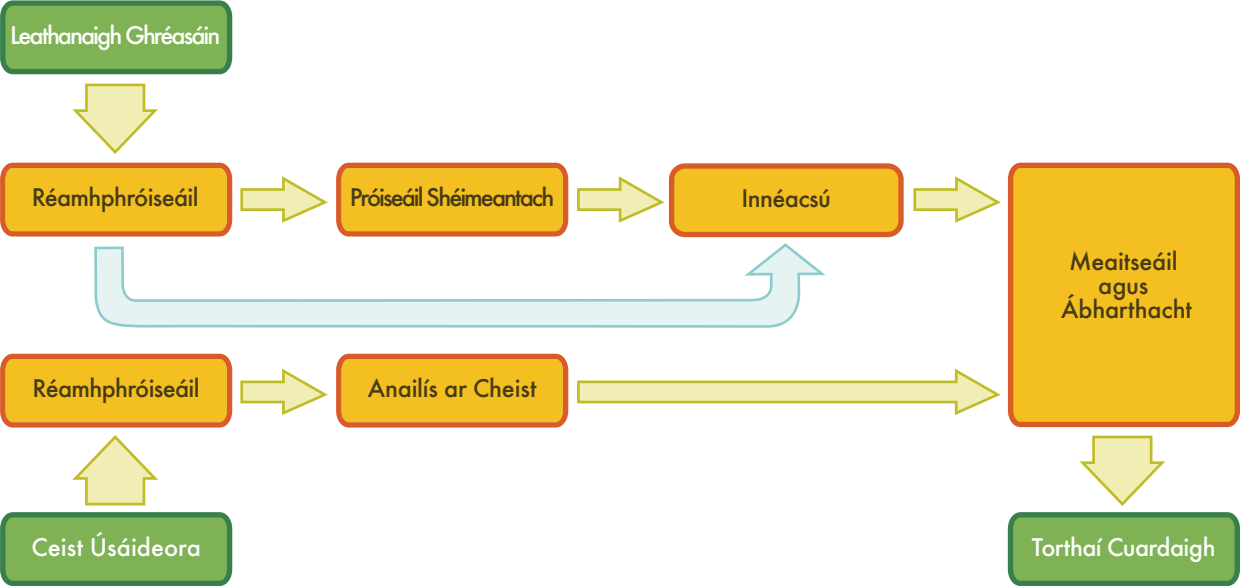 Leathanaigh Ghréasáin
Réamhphróiseáil
Próiseáil Shéimeantach
Innéacsú
Meaitseáil
agus
Ábharthacht
Réamhphróiseáil
Anailís ar Cheist
Ceist Úsáideora
Torthaí Cuardaigh